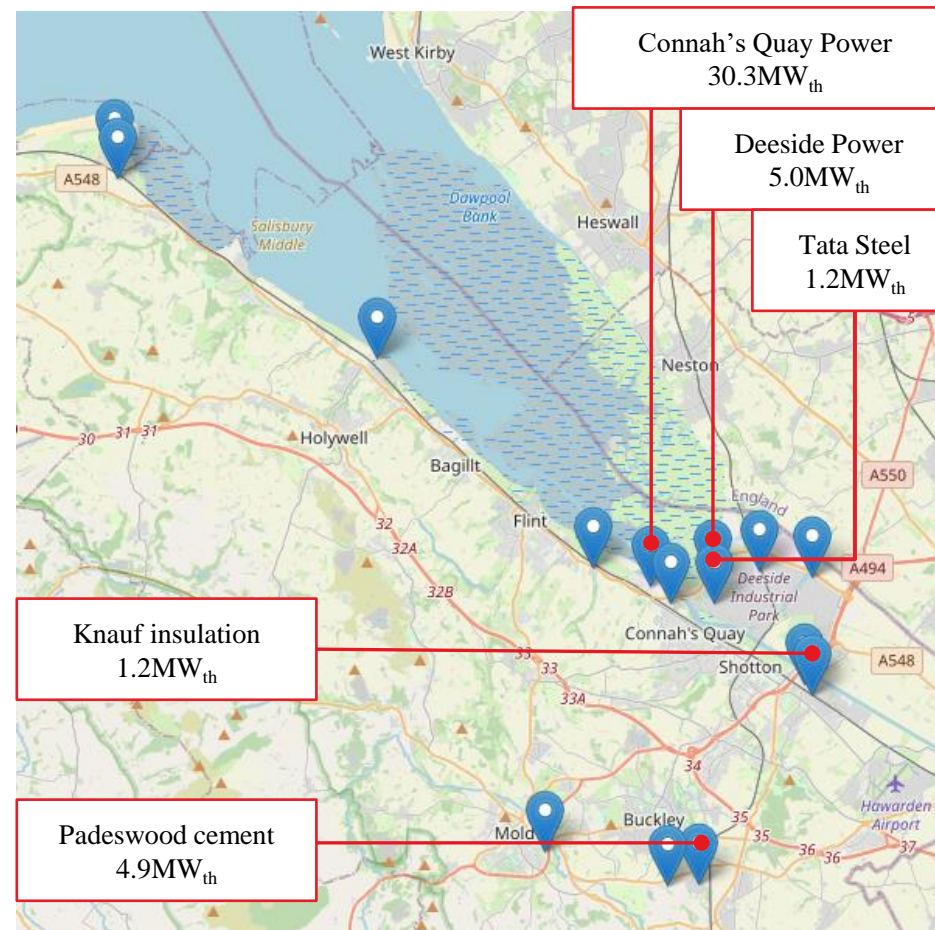 West Kirby
Connah's Quay Power
30.3MWth
Deeside Power
5.0MWth
A548
Dawpool
Bank
Salisbury
Middle
Heswall
Tata Steel
1.2MWth
Neston
30
31
31
Holywell
Bagillt
A550
England
32
Flint
32A
A494
Deeside
Industrial
Park
32B
Knauf insulation
1.2MWth
Connah's Quay
33
Shotton
A548
33
33A
34
Hawarden
Airport
Padeswood cement
4.9MWth
Mold
Buckley
35
35
36
36
37